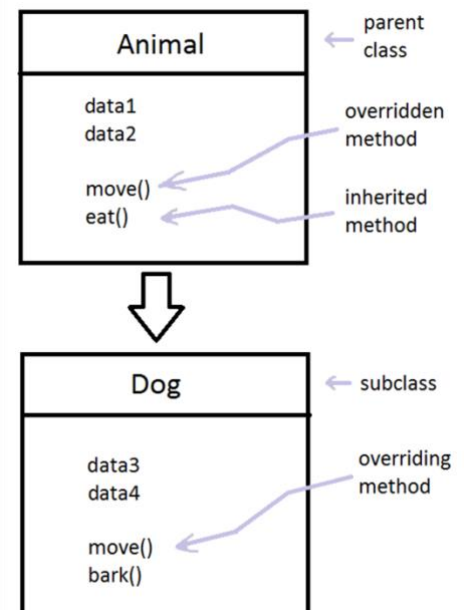 Animal
parent
class
data1
data2
overridden
method
move()
eat()
inherited
method
Dog
subclass
data3
data4
overriding
method
move()
bark()